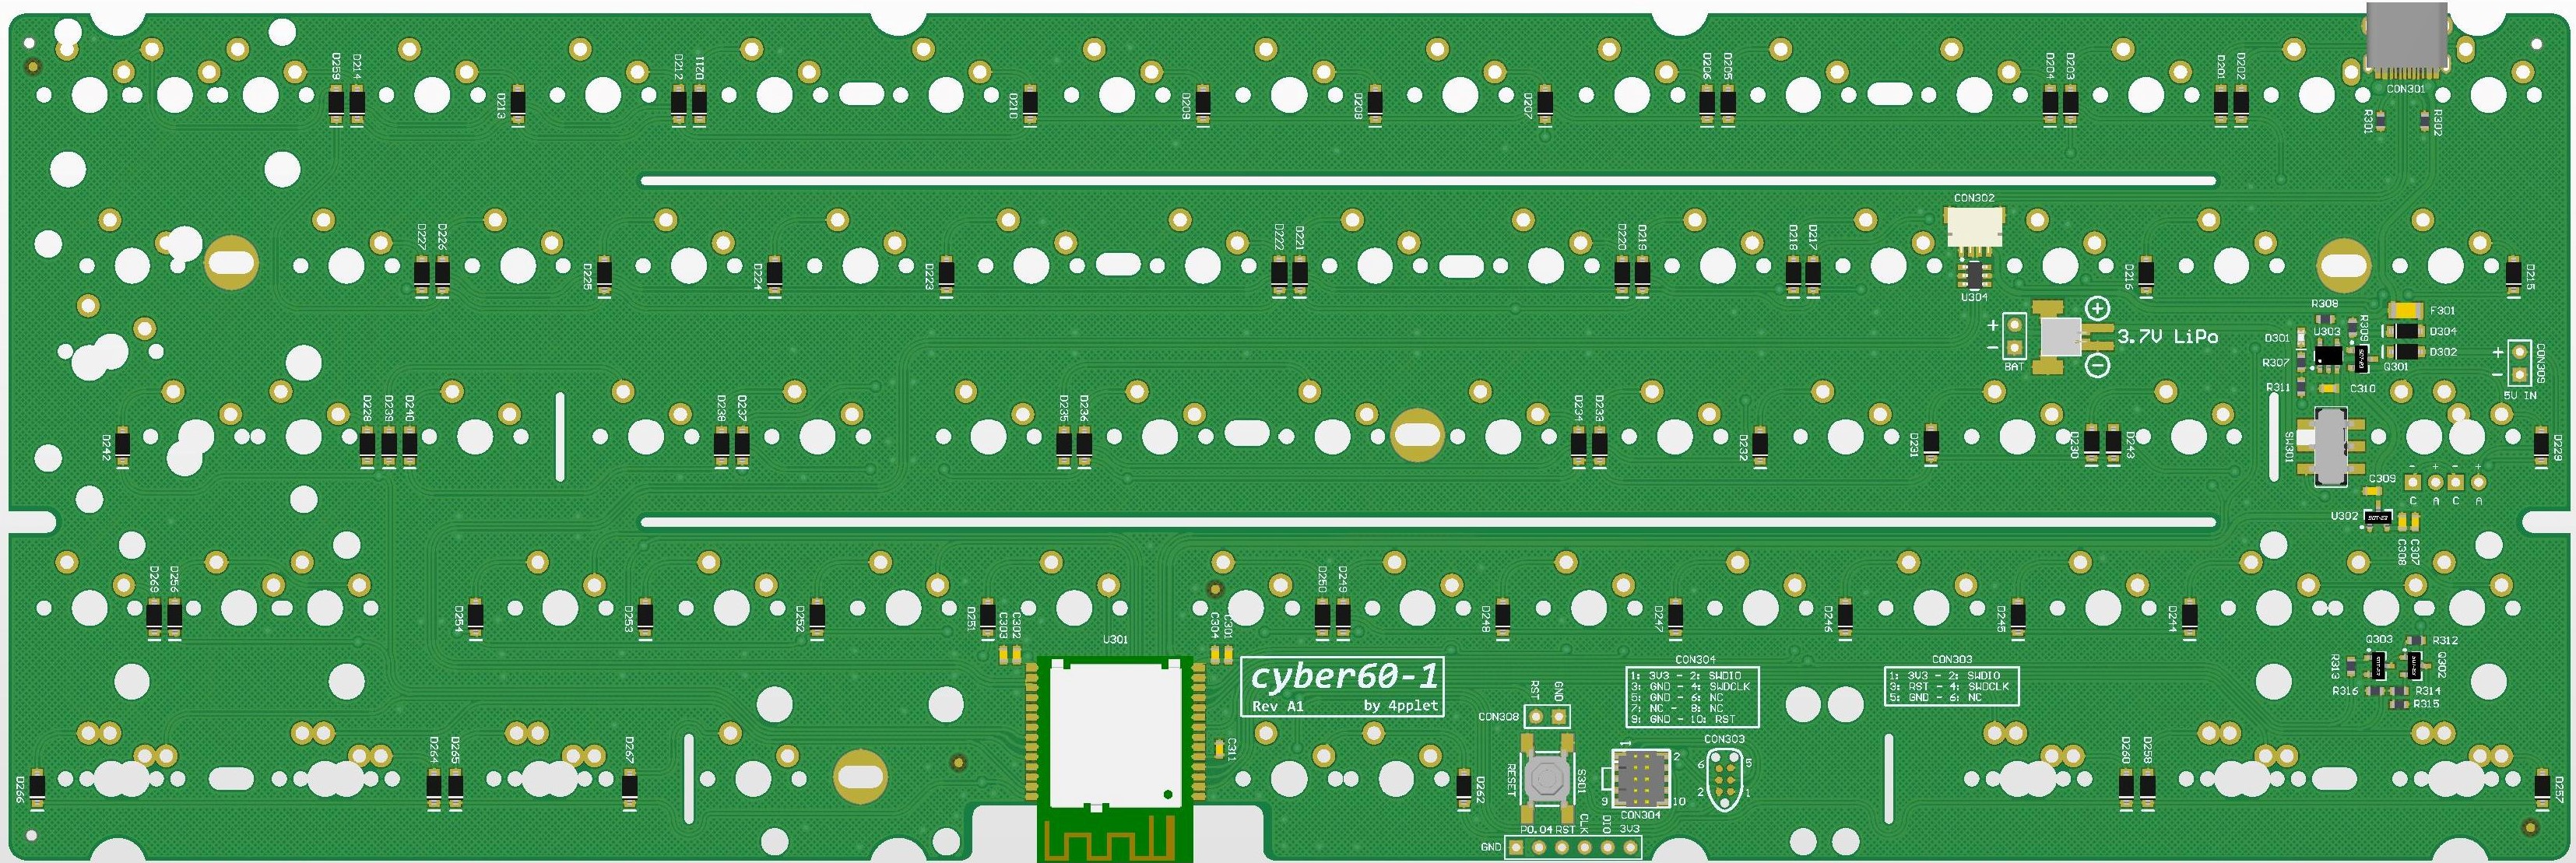 D259 D214 D213 D212 D211 D210 D209 D208 D207 D206 D205 D204 D203 D201 D202
CON301
R301 R302
CON302
D227 D226 D225 D224 D223 D222 D221 D220 D219 D218 D217 D216 D215
U304
+ - BAT
+ - 3.7V LiPo
R308
F301
D301 U303 R309 D304
R307 Q301 D302
R311 C310
+ - CON309
5V IN
D242 D228 D239 D240 D238 D237 D235 D236 D234 D233 D232 D231 D230 D243 SW301 D229
C309 - + - +
C A C A
U302
C308 C307
D269 D256 D254 D253 D252 D251 C303 C302 U301 C304 C301 D250 D249 D248 D247 D246 D245 D244
Q303 R312
R313 Q302
R316 R314
R315
cyber60-1
Rev A1 by 4pplet
CON304
1: 3V3 - 2: SWDIO
3: GND - 4: SWDCLK
5: GND - 6: NC
7: NC - 8: NC
9: GND - 10: RST
CON303
1: 3V3 - 2: SWDIO
3: RST - 4: SWDCLK
5: GND - 6: NC
RST GND
CON308
C311
D266 D264 D265 D267 D262 D260 D258 D257
RESET S301
1 2
9 10
CON304
CON303
6 5
2 1
P0.04 RST CLK DIO 3V3
GND